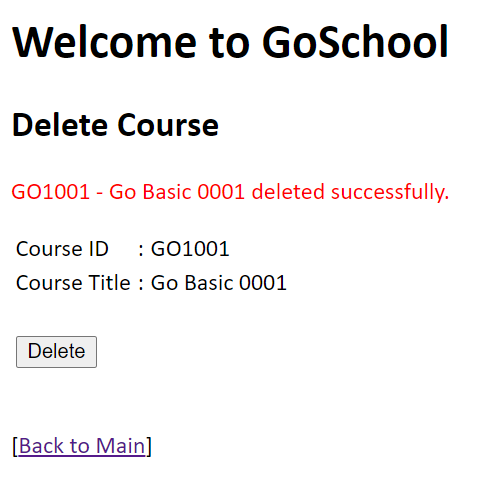 Welcome to GoSchool
Delete Course
GO1001 - Go Basic 0001 deleted successfully.
Course ID : GO1001
Course Title : Go Basic 0001
Delete
[Back to Main]